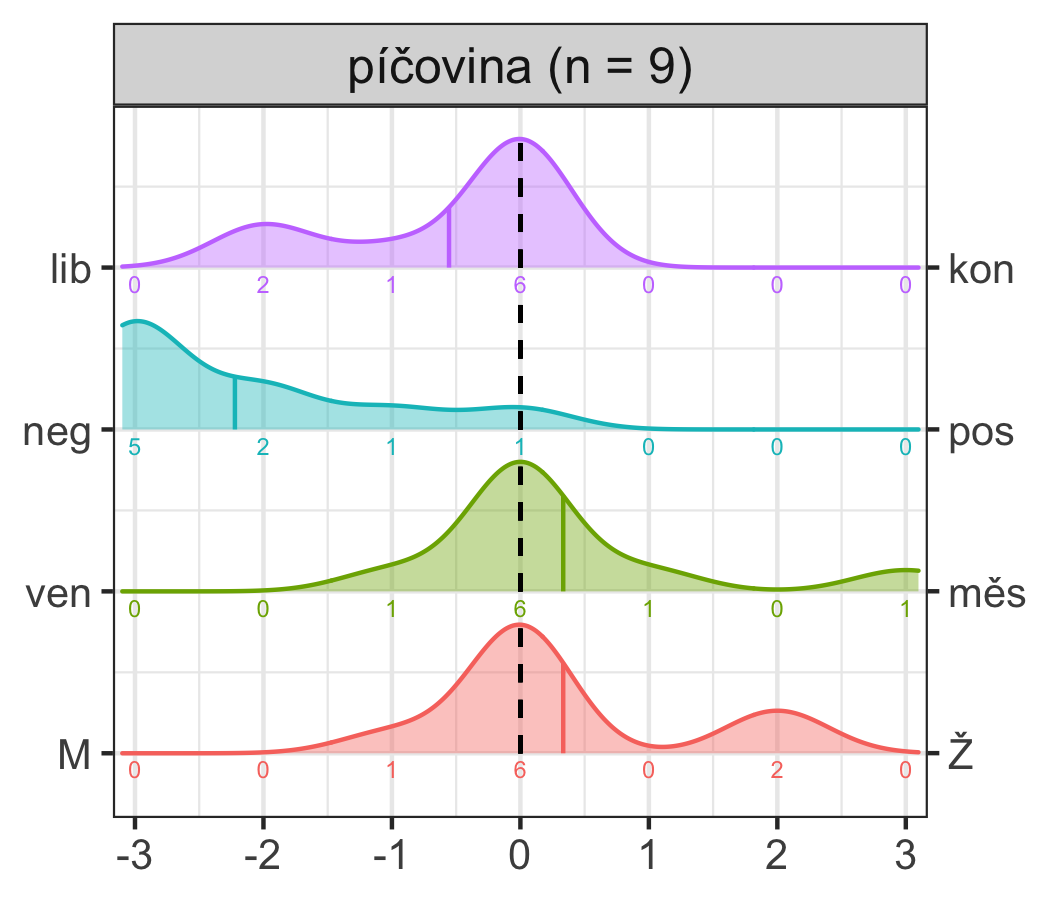 píčovina (n = 9)
lib kon
0 2 1 6 0 0 0
neg pos
5 2 1 1 0 0 0
ven měs
0 0 1 6 1 0 1
M Ž
0 0 1 6 0 2 0
-3 -2 -1 0 1 2 3